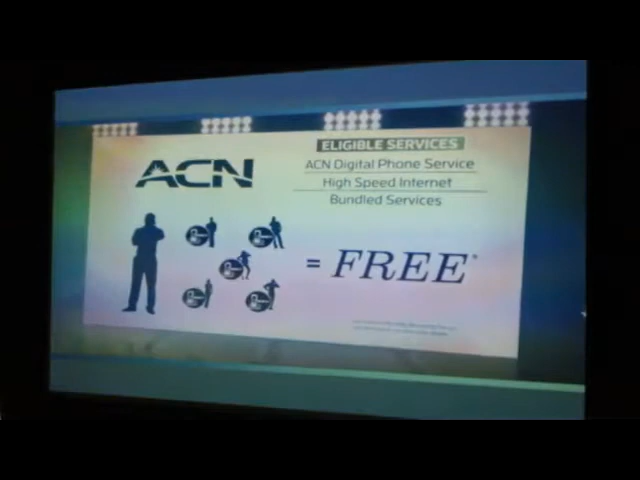 ACN
ELIGIBLE SERVICES
ACN Digital Phone Service
High Speed Internet
Bundled Services
= FREE*